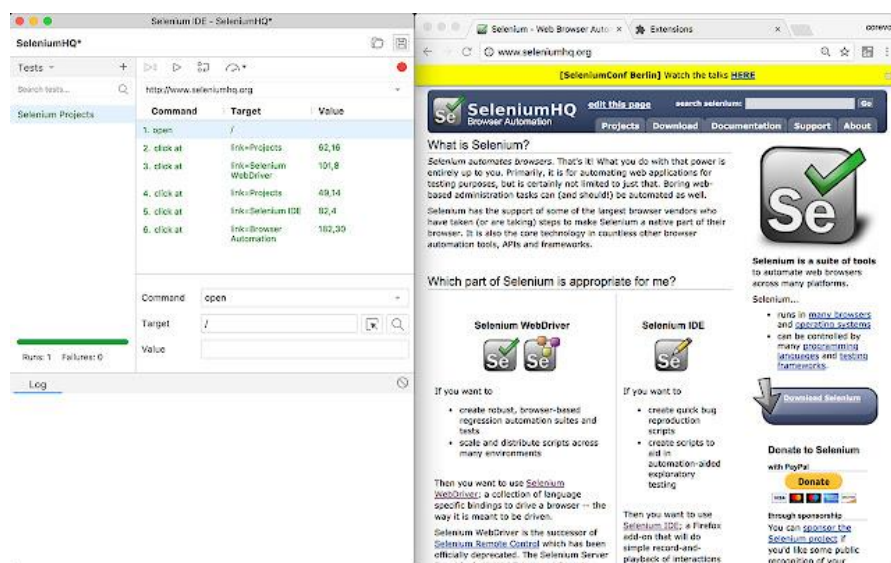 Selenium IDE - SeleniumHQ*
SeleniumHQ*
Tests
+
Search tests...
Selenium Projects
Runs: 1 Failures: 0
http://www.seleniumhq.org
Command Target Value
1. open /
2. click at link=Projects 62,16
3. click at link=Selenium 101,8
WebDriver
4. click at link=Projects 49,14
5. click at link=Selenium IDE 82,4
6. click at link=Browser 182,30
Automation
Command open
Target /
Value
Log
Selenium - Web Browser Auto
Extensions
www.seleniumhq.org
[SeleniumConf Berlin] Watch the talks HERE
Se
SeleniumHQ
Browser Automation
edit this page
search selenium:
Go
Projects Download Documentation Support About
What is Selenium?
Selenium automates browsers. That's it! What you do with that power is
entirely up to you. Primarily, it is for automating web applications for
testing purposes, but is certainly not limited to just that. Boring web-
based administration tasks can (and should!) be automated as well.
Selenium has the support of some of the largest browser vendors who
have taken (or are taking) steps to make Selenium a native part of their
browser. It is also the core technology in countless other browser
automation tools, APIs and frameworks.
Which part of Selenium is appropriate for me?
Selenium WebDriver
Se Se
If you want to
create robust, browser-based
regression automation suites and
tests
scale and distribute scripts across
many environments
Then you want to use Selenium
WebDriver; a collection of language
specific bindings to drive a browser -- the
way it is meant to be driven.
Selenium WebDriver is the successor of
Selenium Remote Control which has been
officially deprecated. The Selenium Server
Selenium IDE
Se
If you want to
create quick bug
reproduction
scripts
create scripts to
aid in
automation-aided
exploratory
testing
Then you want to use
Selenium IDE; a Firefox
add-on that will do
simple record-and-
playback of interactions
Se
Selenium is a suite of tools
to automate web browsers
across many platforms.
Selenium...
runs in many browsers
and operating systems
can be controlled by
many programming
languages and testing
frameworks.
Download Selenium
Donate to Selenium
with PayPal
Donate
through sponsorship
You can sponsor the
Selenium project if
you'd like some public
recognition of your